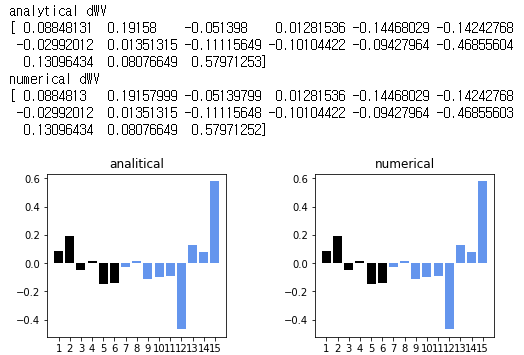 analytical dWV
[ 0.08848131  0.19158    -0.051398    0.01281536 -0.14468029 -0.14242768
-0.02992012  0.01351315 -0.11115649 -0.10104422 -0.09427964 -0.46855604
0.13096434  0.08076649  0.57971253]
numerical dWV
[ 0.0884813   0.19157999 -0.05139799  0.01281536 -0.14468029 -0.14242768
-0.02992012  0.01351315 -0.11115648 -0.10104422 -0.09427964 -0.46855603
0.13096434  0.08076649  0.57971252]
analitical
0.6
0.4
0.2
0.0
−0.2
−0.4
1 2 3 4 5 6 7 8 9 10 11 12 13 14 15
numerical
0.6
0.4
0.2
0.0
−0.2
−0.4
1 2 3 4 5 6 7 8 9 10 11 12 13 14 15